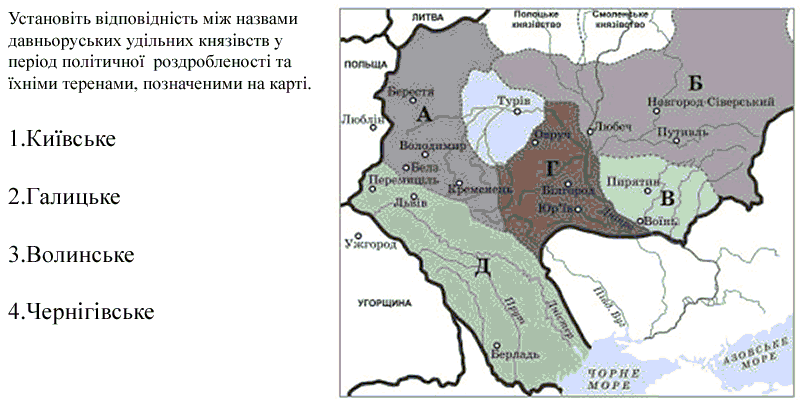 Установіть відповідність між назвами
давньоруських удільних князівств у
період політичної роздробленості та
їхніми теренами, позначеними на карті.
1.Київське
2.Галицьке
3.Волинське
4.Чернігівське
ЛИТВА
Полоцьке
князівство
Смоленське
князівство
ПОЛЬЩА
Берестя
А
Турів
Б
Новгород-Сіверський
Люблін
Овруч
Любеч
Путивль
Володимир
Белз
Г
Перемишль
Кременець
Білгород
Пирятин
В
Львів
Юр'їв
Дніпро
Воїнь
Ужгород
Д
УГОРЩИНА
Прут
Дністер
Півд. Буг
Берладь
ЧОРНЕ
МОРЕ
АЗОВСЬКЕ
МОРЕ